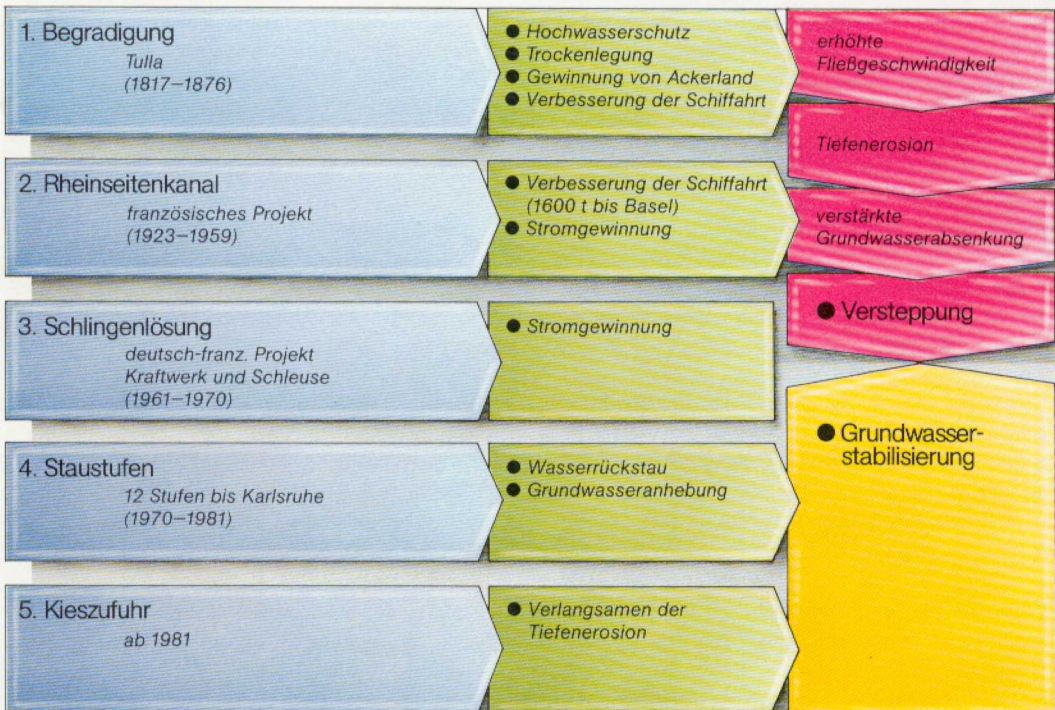 1. Begradigung
Tulla
(1817–1876)
● Hochwasserschutz
● Trockenlegung
● Gewinnung von Ackerland
● Verbesserung der Schiffahrt
erhöhte
Fließgeschwindigkeit
Tiefenerosion
2. Rheinseitenkanal
französisches Projekt
(1923–1959)
● Verbesserung der Schiffahrt
(1600 t bis Basel)
● Stromgewinnung
verstärkte
Grundwasserabsenkung
● Versteppung
3. Schlingenlösung
deutsch-franz. Projekt
Kraftwerk und Schleuse
(1961–1970)
● Stromgewinnung
4. Staustufen
12 Stufen bis Karlsruhe
(1970–1981)
● Wasserrückstau
● Grundwasseranhebung
● Grundwasser-
stabilisierung
5. Kieszufuhr
ab 1981
● Verlangsamen der
Tiefenerosion